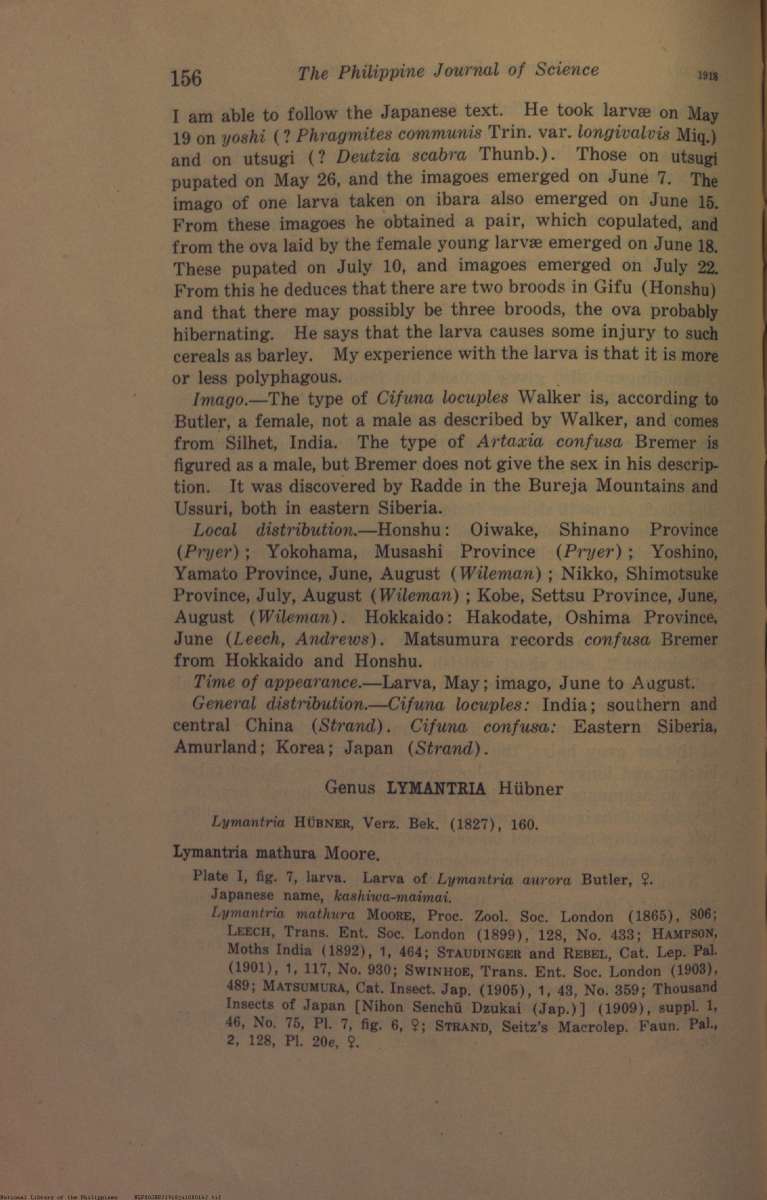 156 The Philippine Journal of Science 1918
I am able to follow the Japanese text. He took larvæ on May
19 on yoshi (? Phragmites communis Trin. var. longivalvis Miq.)
and on utsugi (? Deutzia scabra Thunb.). Those on utsugi
pupated on May 26, and the imagoes emerged on June 7. The
imago of one larva taken on ibara also emerged on June 15.
From these imagoes he obtained a pair, which copulated, and
from the ova laid by the female young larvæ emerged on June 18.
These pupated on July 10, and imagoes emerged on July 22.
From this he deduces that there are two broods in Gifu (Honshu)
and that there may possibly be three broods, the ova probably
hibernating. He says that the larva causes some injury to such
cereals as barley. My experience with the larva is that it is more
or less polyphagous.
Imago.—The type of Cifuna locuples Walker is, according to
Butler, a female, not a male as described by Walker, and comes
from Silhet, India. The type of Artaxia confusa Bremer is
figured as a male, but Bremer does not give the sex in his descrip-
tion. It was discovered by Radde in the Bureja Mountains and
Ussuri, both in eastern Siberia.
Local distribution.—Honshu: Oiwake, Shinano Province
(Pryer); Yokohama, Musashi Province (Pryer); Yoshino,
Yamato Province, June, August (Wileman); Nikko, Shimotsuke
Province, July, August (Wileman); Kobe, Settsu Province, June,
August (Wileman). Hokkaido: Hakodate, Oshima Province,
June (Leech, Andrews). Matsumura records confusa Bremer
from Hokkaido and Honshu.
Time of appearance.—Larva, May; imago, June to August.
General distribution.—Cifuna locuples: India; southern and
central China (Strand). Cifuna confusa: Eastern Siberia,
Amurland; Korea; Japan (Strand).
Genus LYMANTRIA Hübner
Lymantria HÜBNER, Verz. Bek. (1827), 160.
Lymantria mathura Moore.
Plate I, fig. 7, larva. Larva of Lymantria aurora Butler, ♀.
Japanese name, kashiwa-maimai.
Lymantria mathura MOORE, Proc. Zool. Soc. London (1865), 806;
LEECH, Trans. Ent. Soc. London (1899), 128, No. 433; HAMPSON,
Moths India (1892), 1, 464; STAUDINGER and REBEL, Cat. Lep. Pal.
(1901), 1, 117, No. 930; SWINHOE, Trans. Ent. Soc. London (1903),
489; MATSUMURA, Cat. Insect. Jap. (1905), 1, 43, No. 359; Thousand
Insects of Japan [Nihon Senchū Dzukai (Jap.)] (1909), suppl. 1,
46, No. 75, Pl. 7, fig. 6, ♀; STRAND, Seitz's Macrolep. Faun. Pal.,
2, 128, Pl. 20e, ♀.
National Library of the Philippines